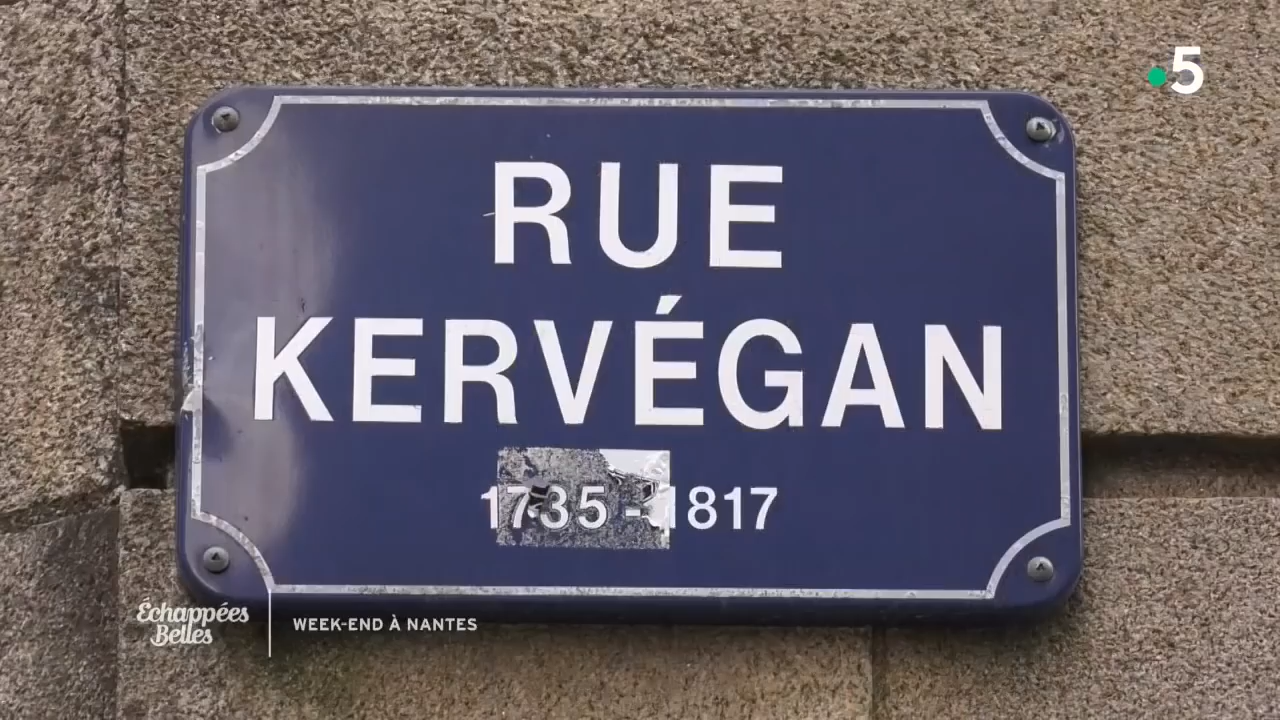 5
RUE
KERVÉGAN
1735 - 1817
Échappées
Belles
WEEK-END À NANTES